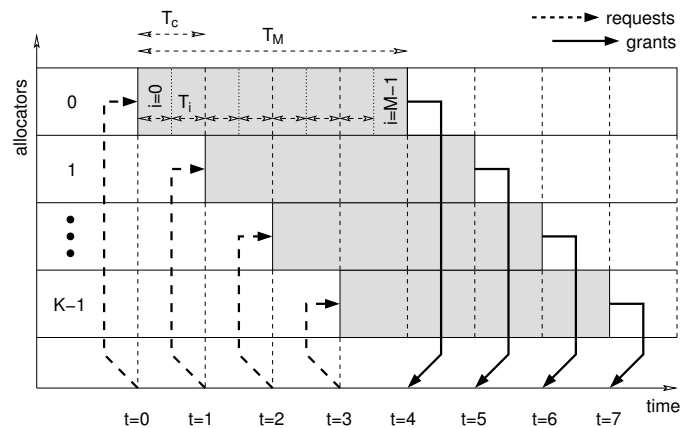 T_c
requests
T_M
grants
allocators
0
i=0
T_i
i=M−1
1
K−1
time
t=0 t=1 t=2 t=3 t=4 t=5 t=6 t=7